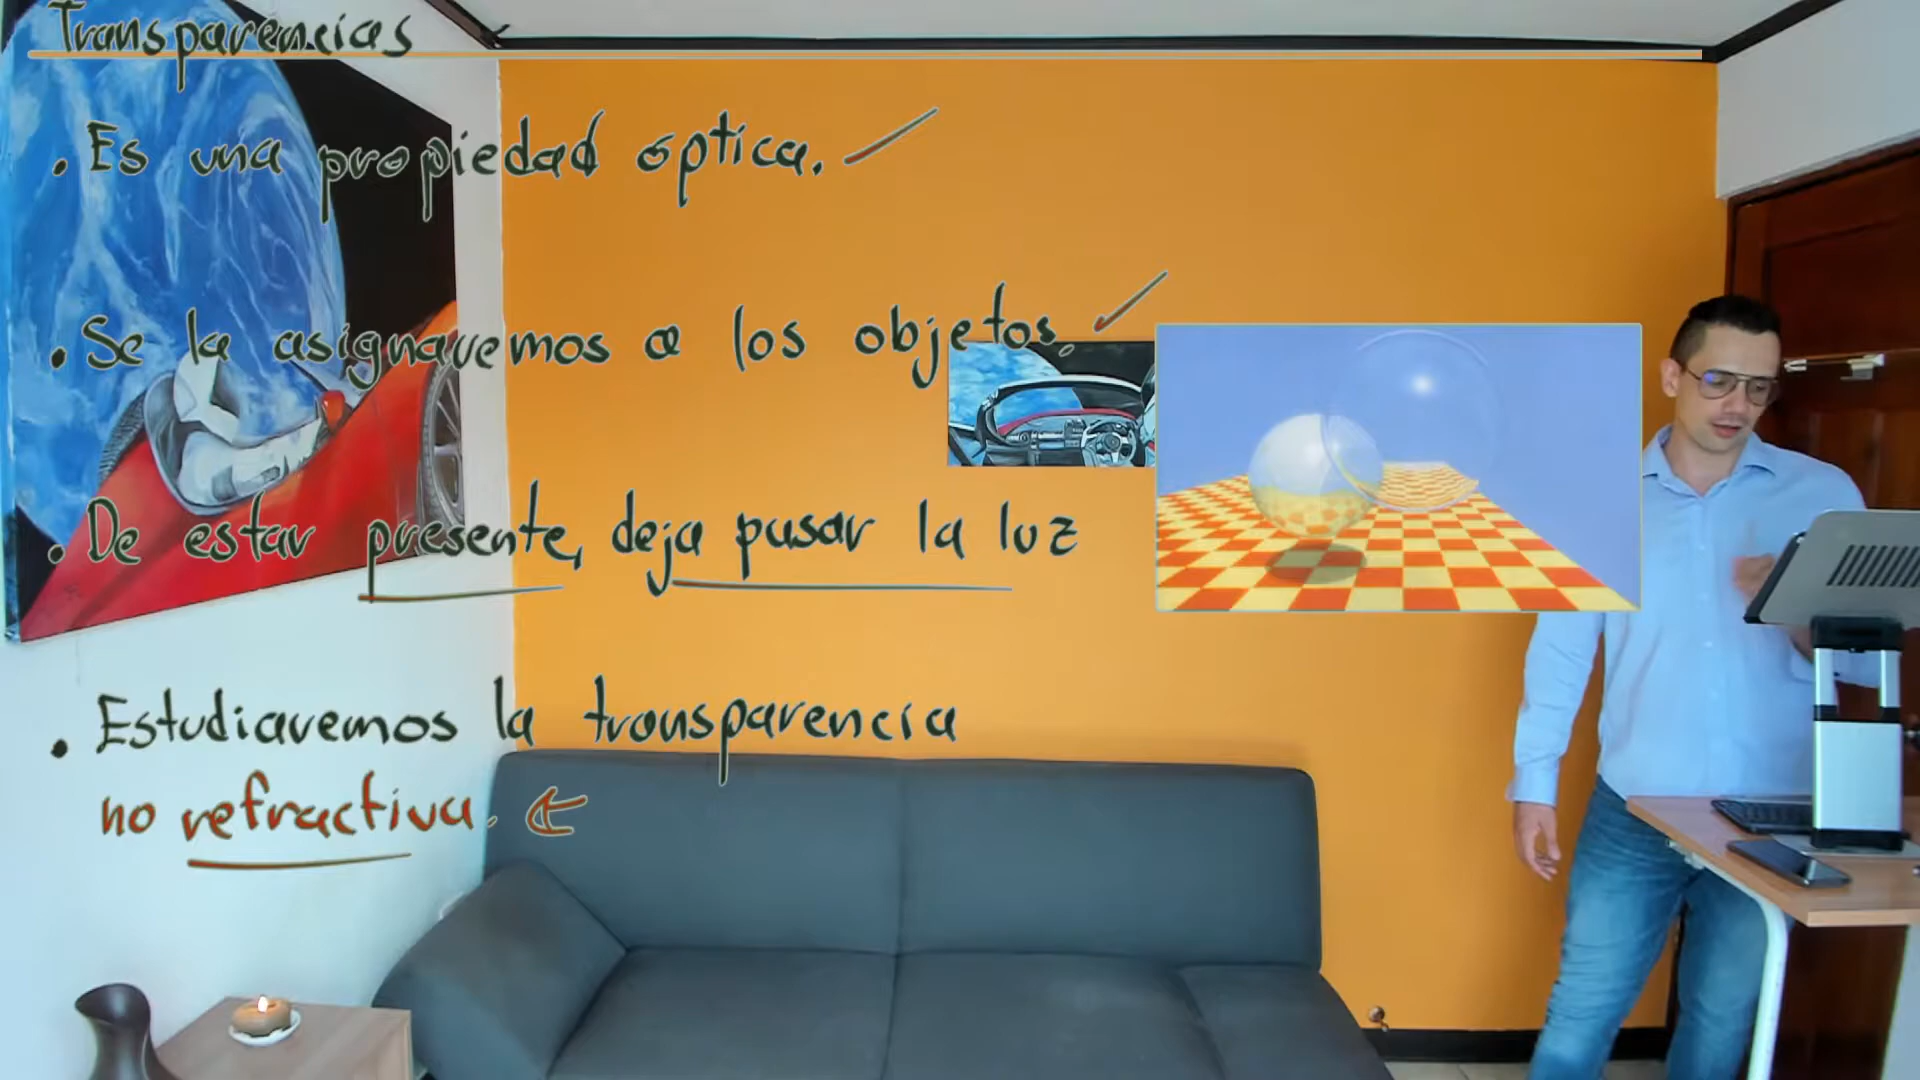 Transparencias
• Es una propiedad óptica.
• Se la asignaremos a los objetos.
• De estar presente, deja pasar la luz
• Estudiaremos la transparencia
no refractiva.